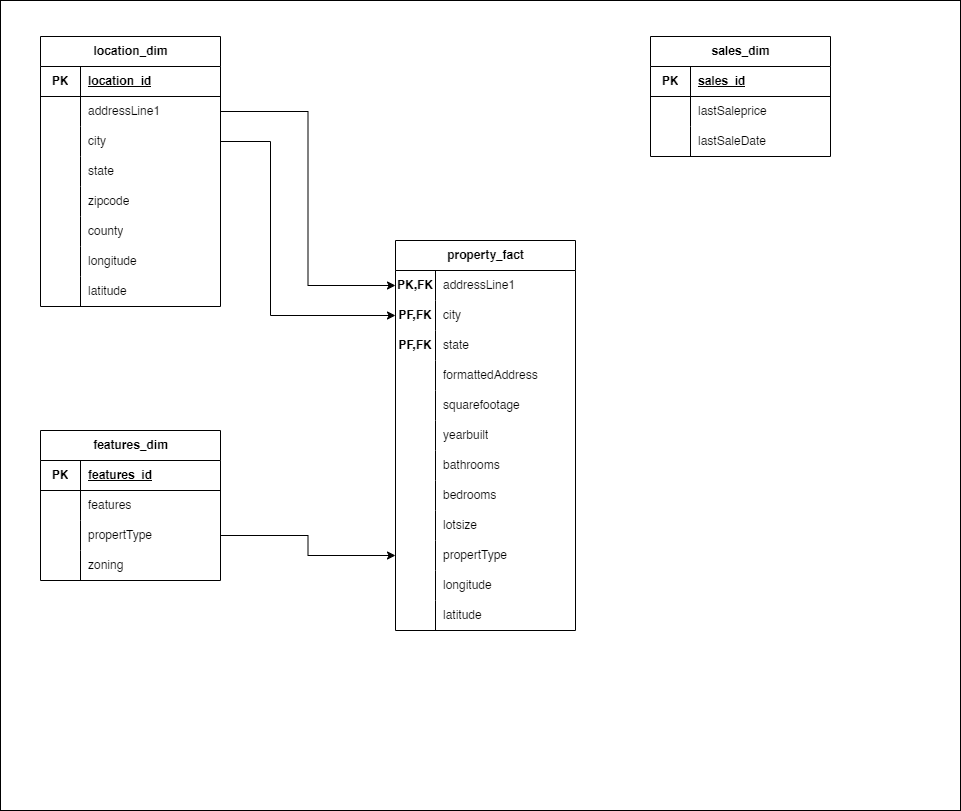 location_dim
PK location_id
addressLine1
city
state
zipcode
county
longitude
latitude
sales_dim
PK sales_id
lastSaleprice
lastSaleDate
property_fact
PK,FK addressLine1
PF,FK city
PF,FK state
formattedAddress
squarefootage
yearbuilt
bathrooms
bedrooms
lotsize
propertType
longitude
latitude
features_dim
PK features_id
features
propertType
zoning